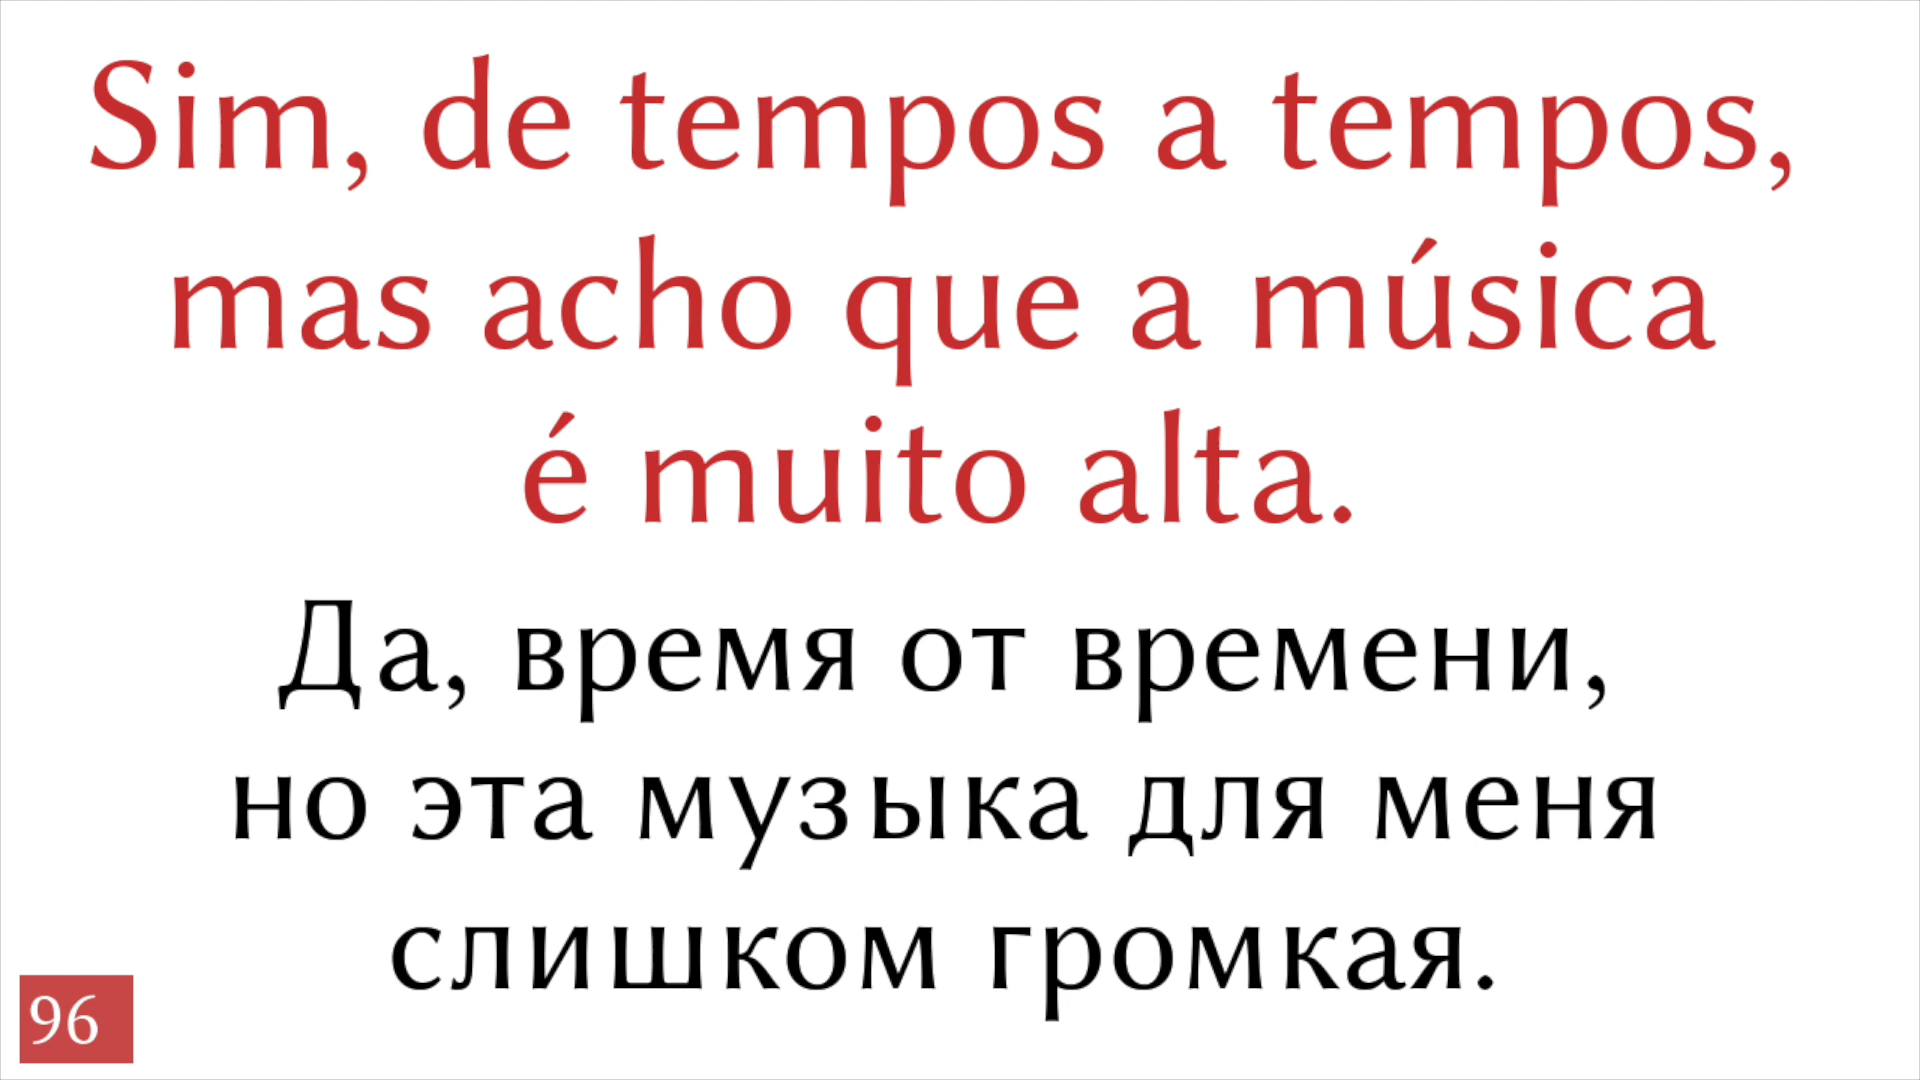 Sim, de tempos a tempos,
mas acho que a música
é muito alta.
Да, время от времени,
но эта музыка для меня
слишком громкая.
96